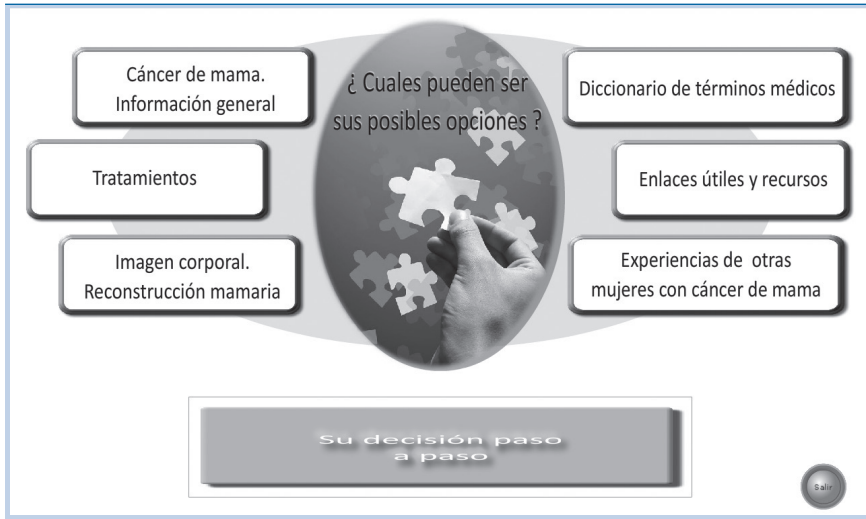 Cáncer de mama.
Información general
Tratamientos
Imagen corporal.
Reconstrucción mamaria
¿ Cuales pueden ser
sus posibles opciones ?
Diccionario de términos médicos
Enlaces útiles y recursos
Experiencias de otras
mujeres con cáncer de mama
Su decisión paso
a paso
Salir